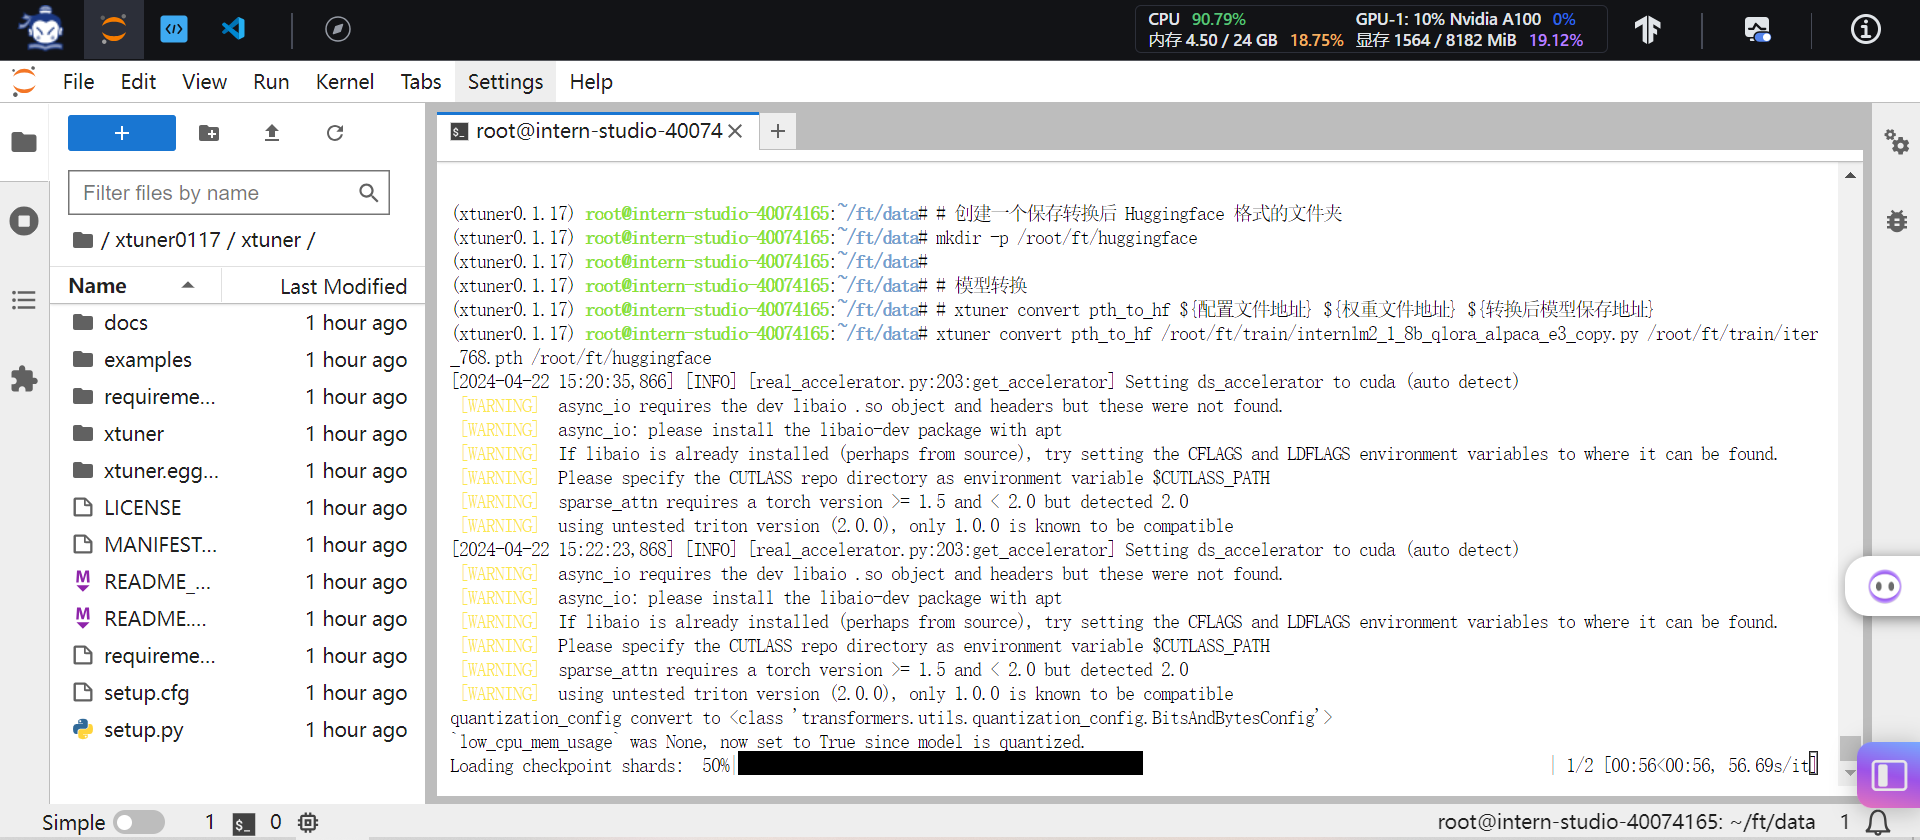 CPU 90.79% GPU-1: 10% Nvidia A100 0%
内存 4.50 / 24 GB 18.75% 显存 1564 / 8182 MiB 19.12%
File Edit View Run Kernel Tabs Settings Help
root@intern-studio-40074
Filter files by name
/ xtuner0117 / xtuner /
Name Last Modified
docs 1 hour ago
examples 1 hour ago
requireme... 1 hour ago
xtuner 1 hour ago
xtuner.egg... 1 hour ago
LICENSE 1 hour ago
MANIFEST... 1 hour ago
README_... 1 hour ago
README.... 1 hour ago
requireme... 1 hour ago
setup.cfg 1 hour ago
setup.py 1 hour ago
(xtuner0.1.17) root@intern-studio-40074165:~/ft/data# # 创建一个保存转换后 Huggingface 格式的文件夹
(xtuner0.1.17) root@intern-studio-40074165:~/ft/data# mkdir -p /root/ft/huggingface
(xtuner0.1.17) root@intern-studio-40074165:~/ft/data#
(xtuner0.1.17) root@intern-studio-40074165:~/ft/data# # 模型转换
(xtuner0.1.17) root@intern-studio-40074165:~/ft/data# # xtuner convert pth_to_hf ${配置文件地址} ${权重文件地址} ${转换后模型保存地址}
(xtuner0.1.17) root@intern-studio-40074165:~/ft/data# xtuner convert pth_to_hf /root/ft/train/internlm2_1_8b_qlora_alpaca_e3_copy.py /root/ft/train/iter
_768.pth /root/ft/huggingface
[2024-04-22 15:20:35,866] [INFO] [real_accelerator.py:203:get_accelerator] Setting ds_accelerator to cuda (auto detect)
[WARNING] async_io requires the dev libaio .so object and headers but these were not found.
[WARNING] async_io: please install the libaio-dev package with apt
[WARNING] If libaio is already installed (perhaps from source), try setting the CFLAGS and LDFLAGS environment variables to where it can be found.
[WARNING] Please specify the CUTLASS repo directory as environment variable $CUTLASS_PATH
[WARNING] sparse_attn requires a torch version >= 1.5 and < 2.0 but detected 2.0
[WARNING] using untested triton version (2.0.0), only 1.0.0 is known to be compatible
[2024-04-22 15:22:23,868] [INFO] [real_accelerator.py:203:get_accelerator] Setting ds_accelerator to cuda (auto detect)
[WARNING] async_io requires the dev libaio .so object and headers but these were not found.
[WARNING] async_io: please install the libaio-dev package with apt
[WARNING] If libaio is already installed (perhaps from source), try setting the CFLAGS and LDFLAGS environment variables to where it can be found.
[WARNING] Please specify the CUTLASS repo directory as environment variable $CUTLASS_PATH
[WARNING] sparse_attn requires a torch version >= 1.5 and < 2.0 but detected 2.0
[WARNING] using untested triton version (2.0.0), only 1.0.0 is known to be compatible
quantization_config convert to <class 'transformers.utils.quantization_config.BitsAndBytesConfig'>
`low_cpu_mem_usage` was None, now set to True since model is quantized.
Loading checkpoint shards: 50%| | 1/2 [00:56<00:56, 56.69s/it]
Simple 1 0 root@intern-studio-40074165: ~/ft/data 1